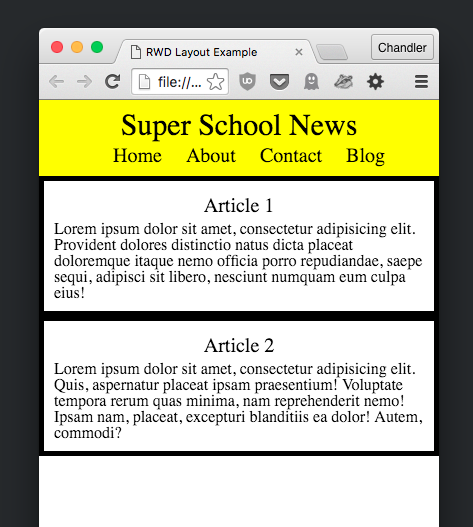 RWD Layout Example
Chandler
file://...
Super School News
Home About Contact Blog
Article 1
Lorem ipsum dolor sit amet, consectetur adipisicing elit.
Provident dolores distinctio natus dicta placeat
doloremque itaque nemo officia porro repudiandae, saepe
sequi, adipisci sit libero, nesciunt numquam eum culpa
eius!
Article 2
Lorem ipsum dolor sit amet, consectetur adipisicing elit.
Quis, aspernatur placeat ipsam praesentium! Voluptate
tempora rerum quas minima, nam reprehenderit nemo!
Ipsam nam, placeat, excepturi blanditiis ea dolor! Autem,
commodi?